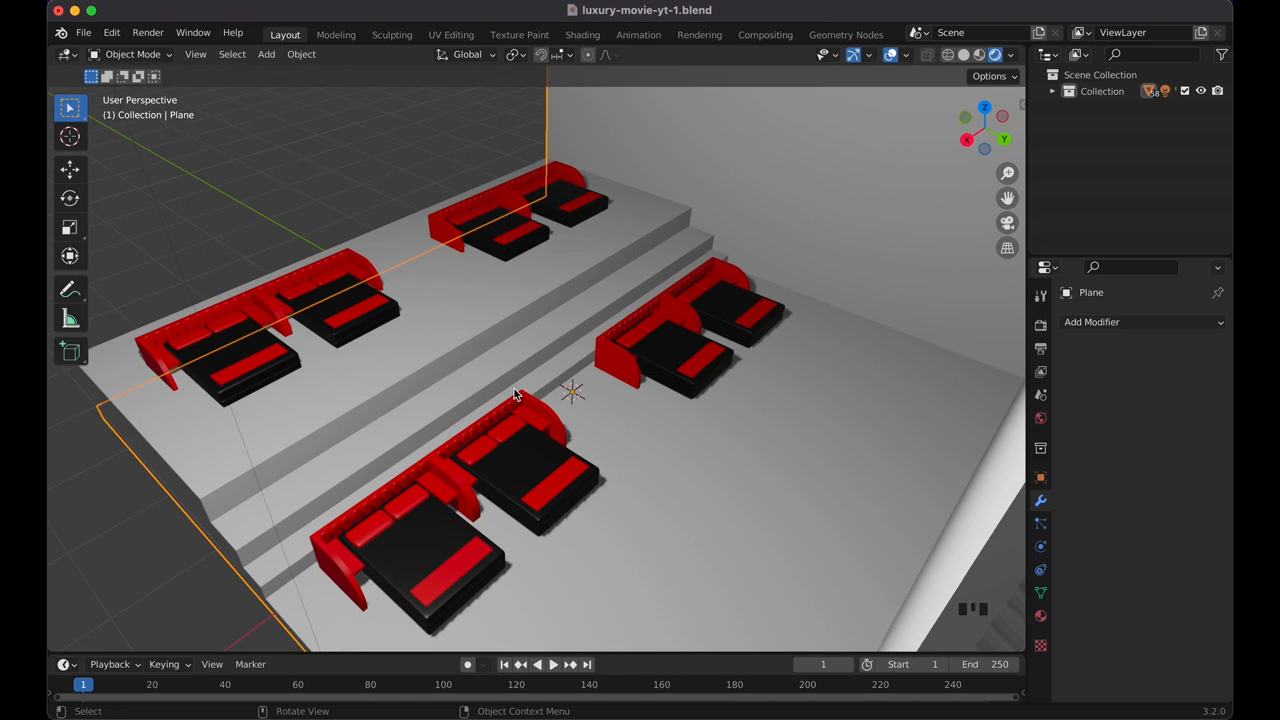 luxury-movie-yt-1.blend
File Edit Render Window Help Layout Modeling Sculpting UV Editing Texture Paint Shading Animation Rendering Compositing Geometry Nodes Scene ViewLayer
Object Mode View Select Add Object Global
Options
User Perspective
(1) Collection | Plane
Z
X
Y
Scene Collection
Collection 58
Plane
Add Modifier
Playback Keying View Marker 1 Start 1 End 250
1 20 40 60 80 100 120 140 160 180 200 220 240
Select Rotate View Object Context Menu 3.2.0